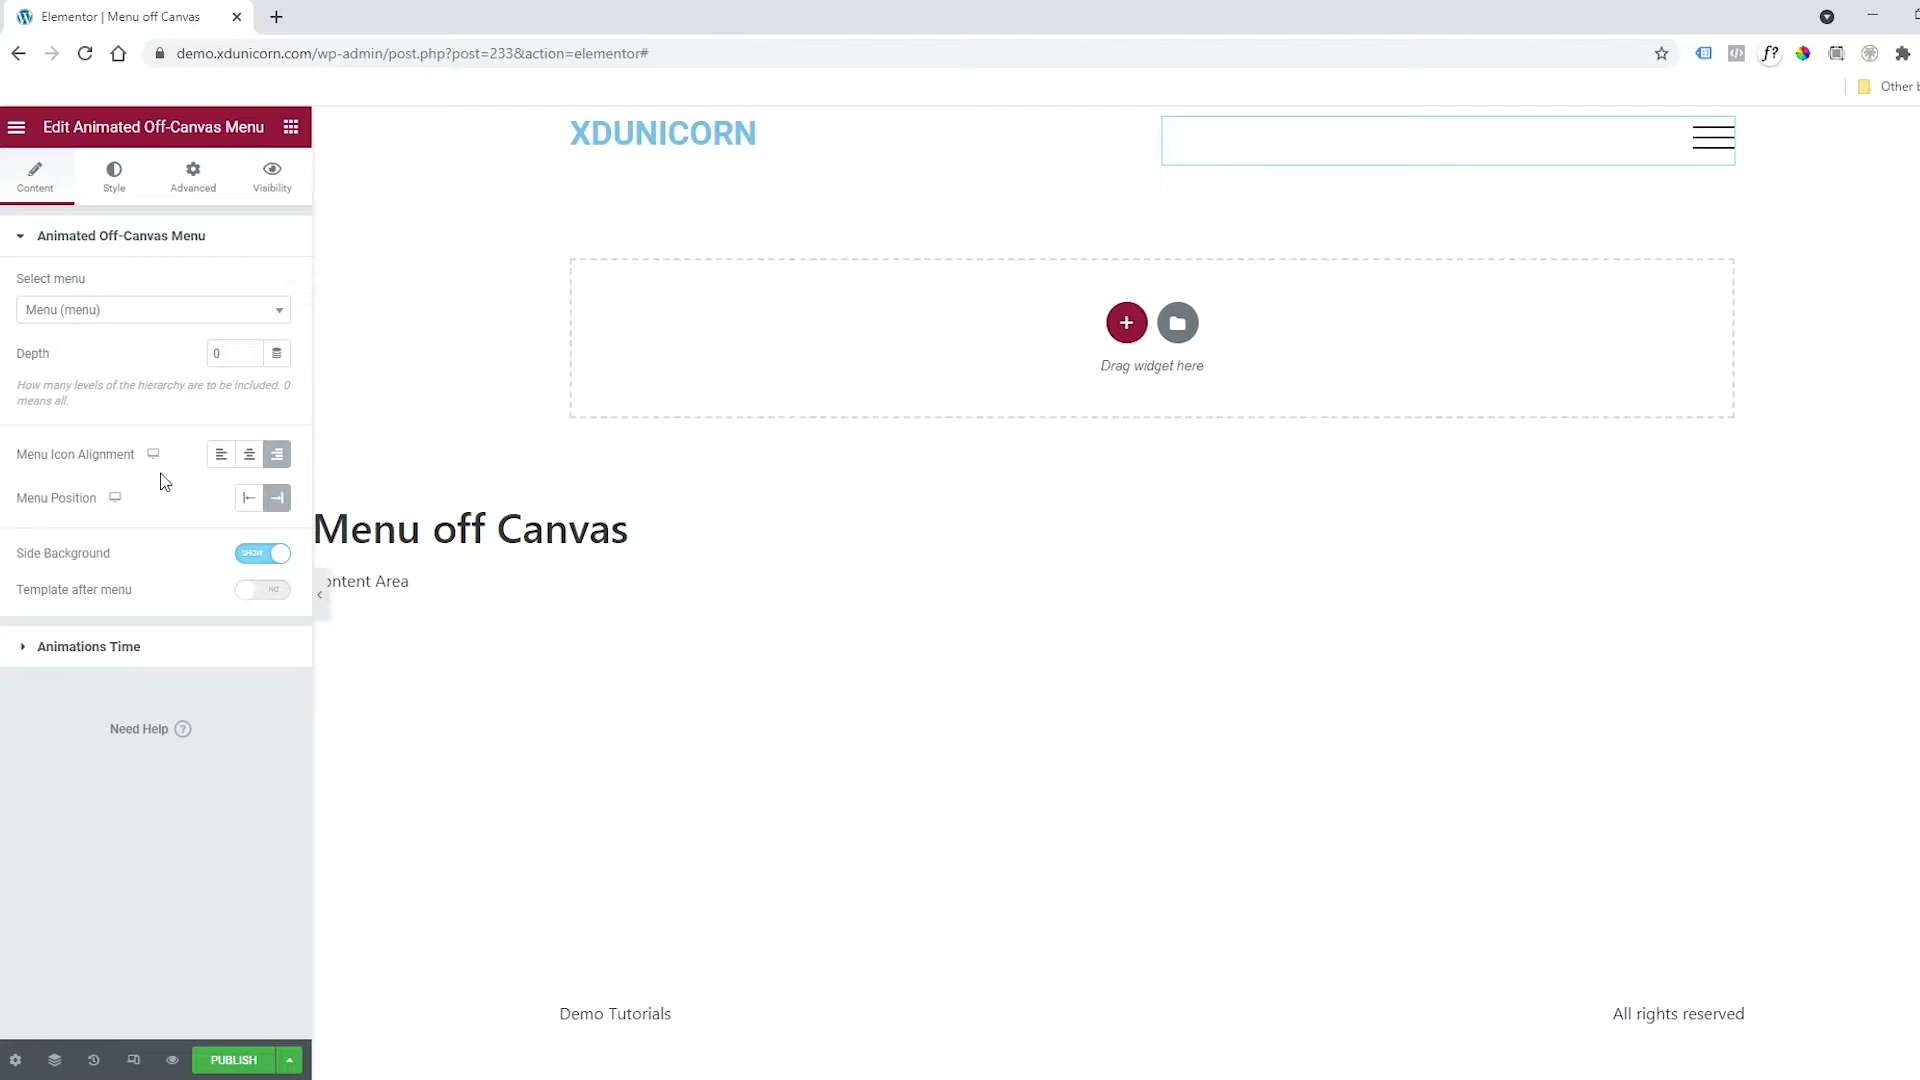 Elementor | Menu off Canvas
demo.xdunicorn.com/wp-admin/post.php?post=233&action=elementor#
f?
Other b
Edit Animated Off-Canvas Menu
Content
Style
Advanced
Visibility
Animated Off-Canvas Menu
Select menu
Menu (menu)
Depth
0
How many levels of the hierarchy are to be included. 0
means all.
Menu Icon Alignment
Menu Position
Side Background
SHOW
Template after menu
NO
Animations Time
Need Help ?
PUBLISH
XDUNICORN
Drag widget here
Menu off Canvas
ontent Area
Demo Tutorials
All rights reserved